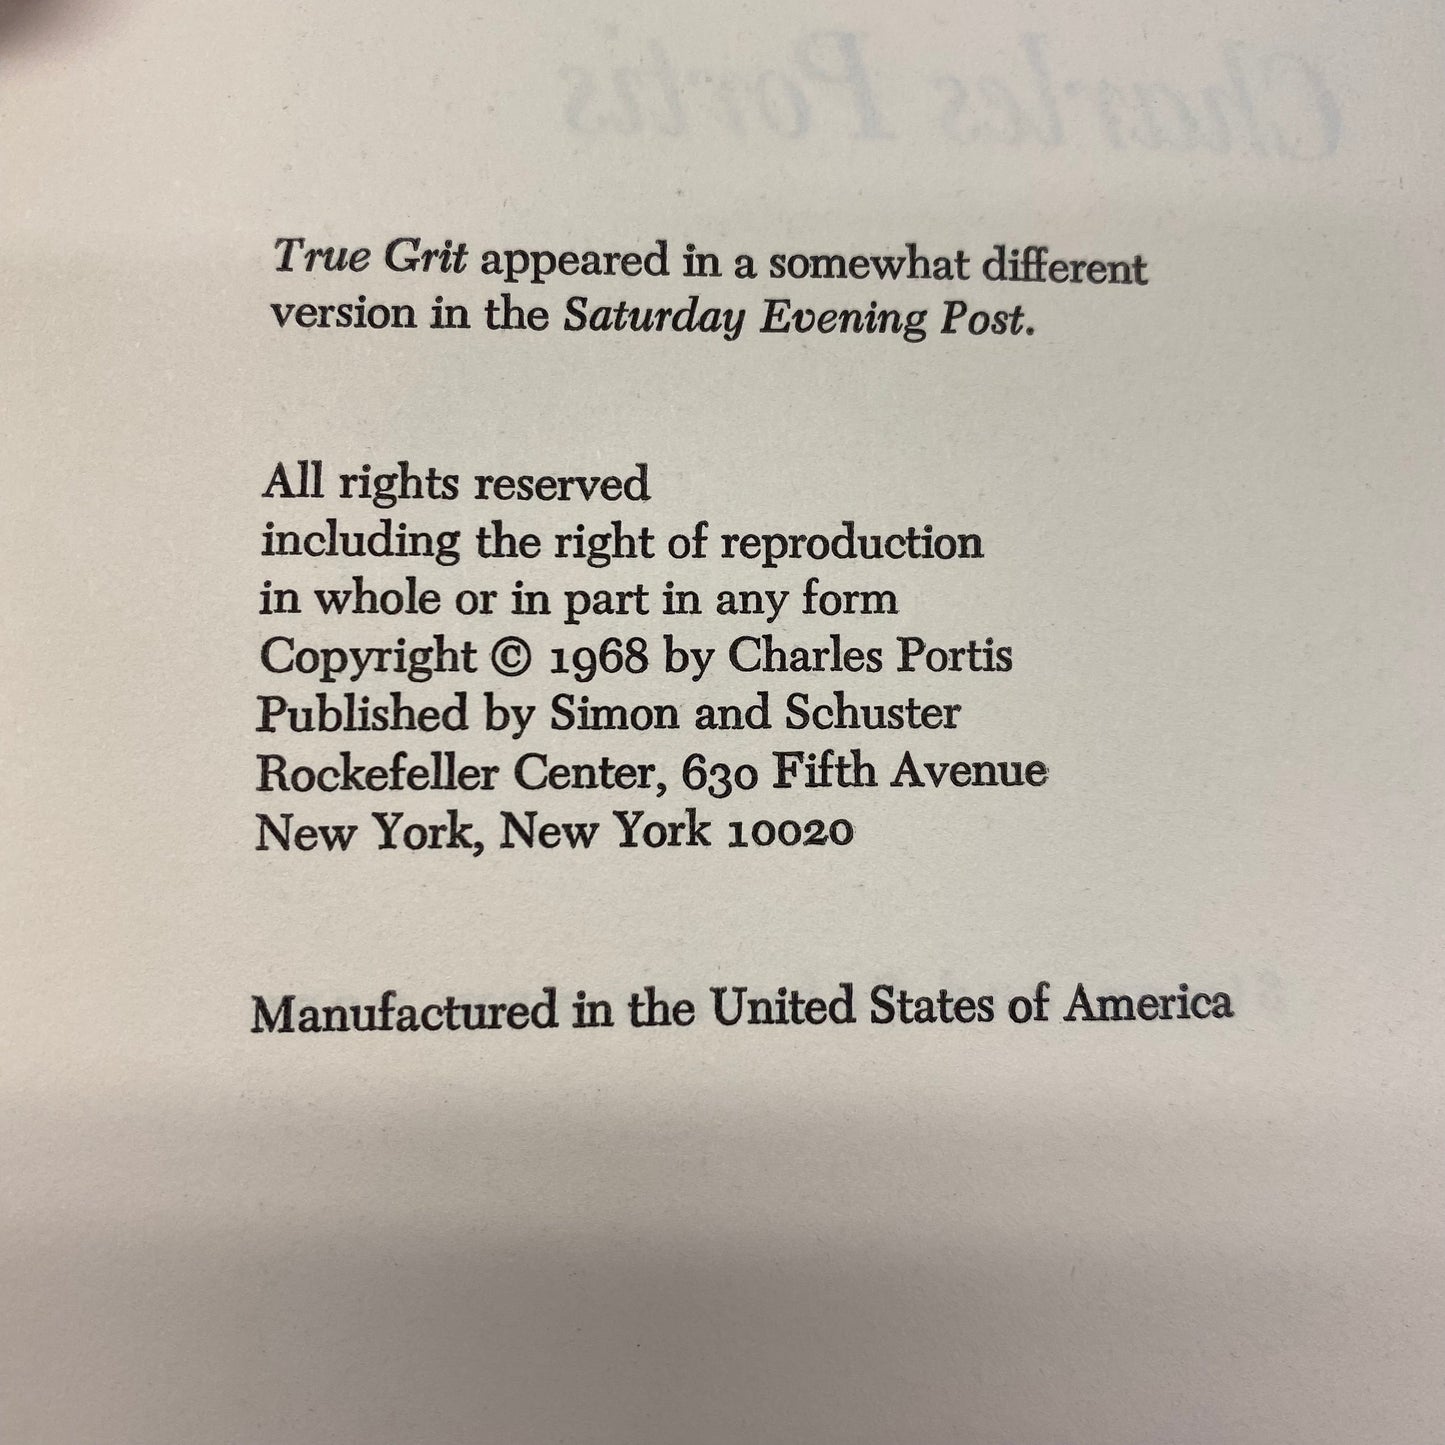 Charles Portis
True Grit appeared in a somewhat different
version in the Saturday Evening Post.
All rights reserved
including the right of reproduction
in whole or in part in any form
Copyright © 1968 by Charles Portis
Published by Simon and Schuster
Rockefeller Center, 630 Fifth Avenue
New York, New York 10020
Manufactured in the United States of America